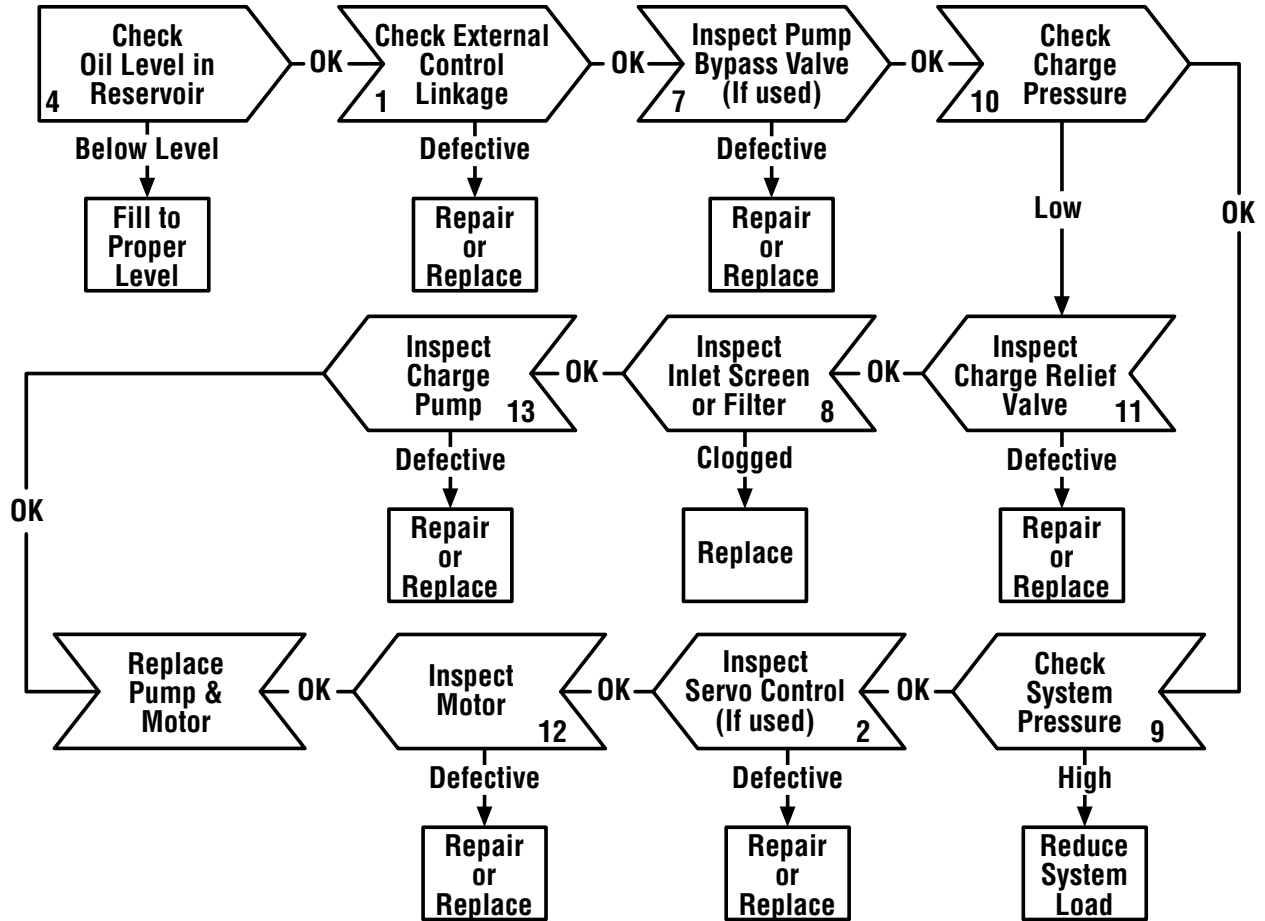 Check
Oil Level in
Reservoir
4
OK
Check External
Control
Linkage
1
OK
Inspect Pump
Bypass Valve
(If used)
7
OK
Check
Charge
Pressure
10
Below Level
Defective
Defective
Low
OK
Fill to
Proper
Level
Repair
or
Replace
Repair
or
Replace
Inspect
Charge
Pump
13
OK
Inspect
Inlet Screen
or Filter
8
OK
Inspect
Charge Relief
Valve
11
Defective
Clogged
Defective
OK
Repair
or
Replace
Replace
Repair
or
Replace
Replace
Pump &
Motor
OK
Inspect
Motor
12
OK
Inspect
Servo Control
(If used)
2
OK
Check
System
Pressure
9
Defective
Defective
High
Repair
or
Replace
Repair
or
Replace
Reduce
System
Load